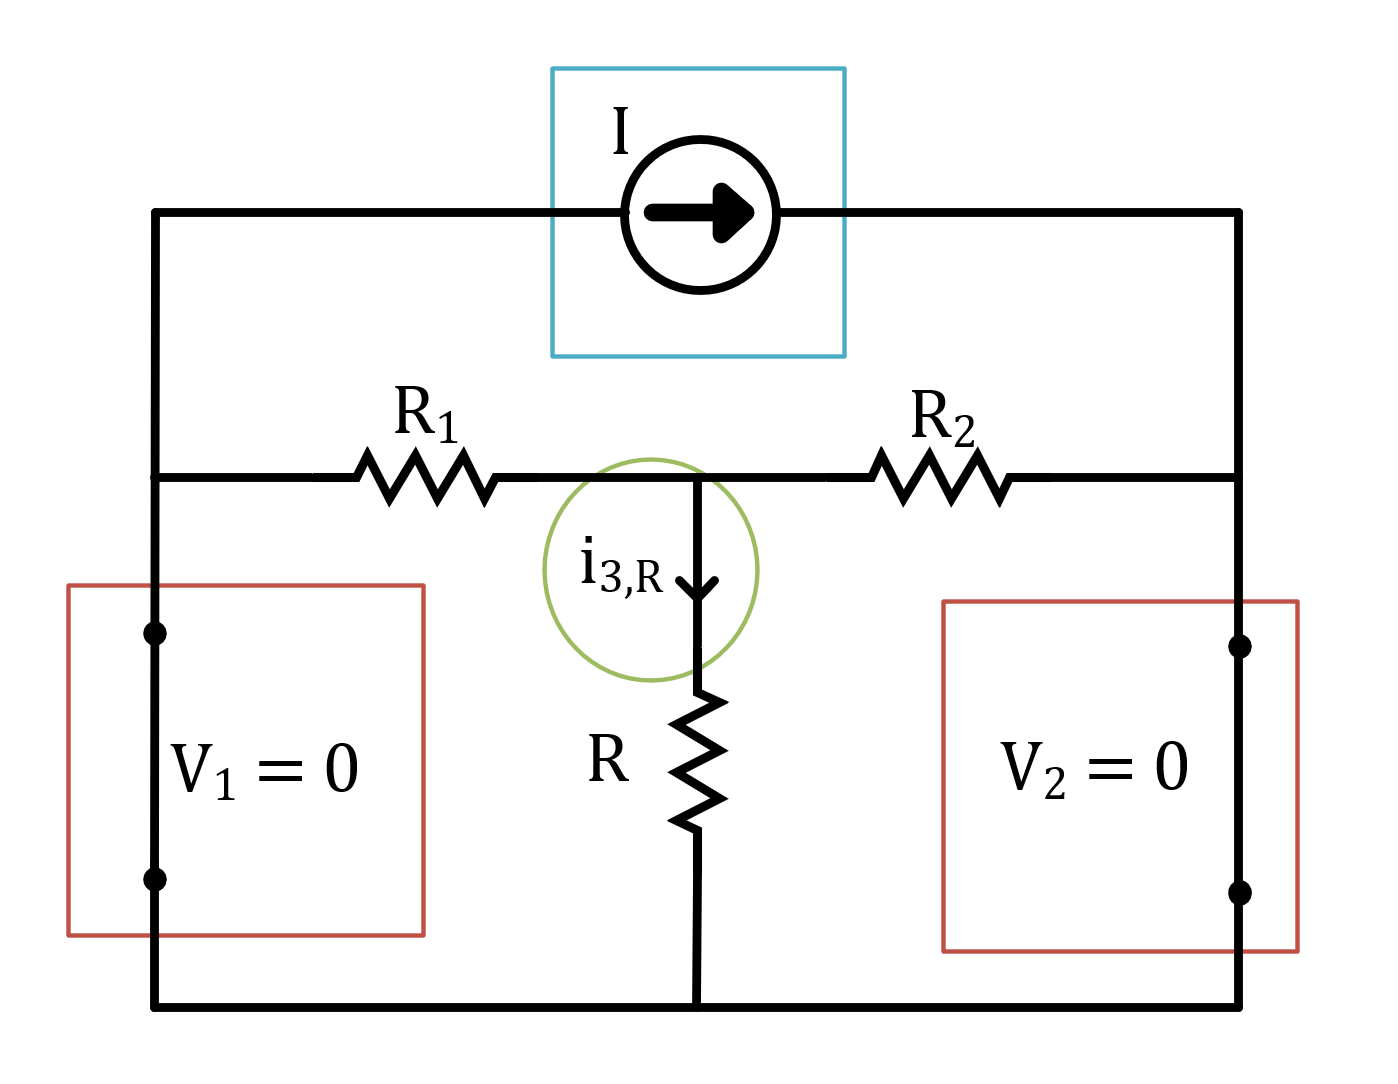 I
R₁
R₂
i₃,R
R
V₁ = 0
V₂ = 0